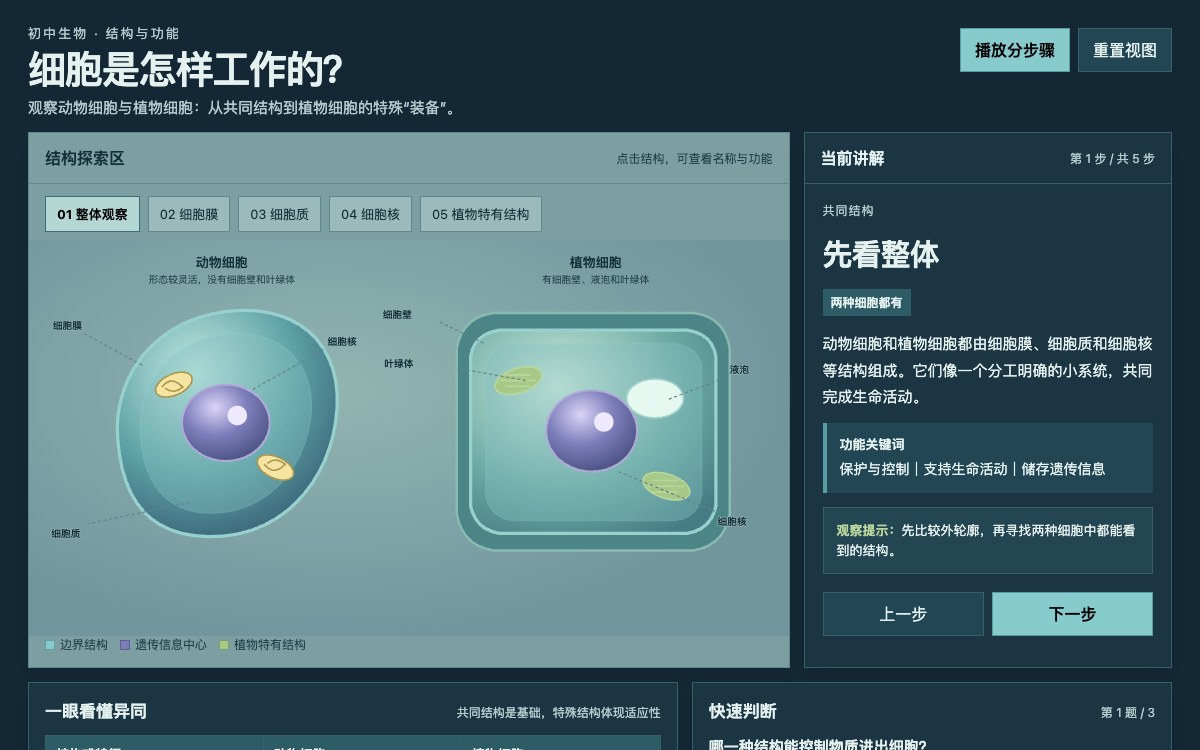 初中生物 · 结构与功能
细胞是怎样工作的?
观察动物细胞与植物细胞：从共同结构到植物细胞的特殊“装备”。
播放分步骤
重置视图
结构探索区
点击结构，可查看名称与功能
01 整体观察
02 细胞膜
03 细胞质
04 细胞核
05 植物特有结构
动物细胞
形态较灵活，没有细胞壁和叶绿体
植物细胞
有细胞壁、液泡和叶绿体
细胞膜
细胞核
细胞质
细胞壁
叶绿体
液泡
细胞核
边界结构
遗传信息中心
植物特有结构
当前讲解
第 1 步 / 共 5 步
共同结构
先看整体
两种细胞都有
动物细胞和植物细胞都由细胞膜、细胞质和细胞核
等结构组成。它们像一个分工明确的小系统，共同
完成生命活动。
功能关键词
保护与控制｜支持生命活动｜储存遗传信息
观察提示：先比较外轮廓，再寻找两种细胞中都能看
到的结构。
上一步
下一步
一眼看懂异同
共同结构是基础，特殊结构体现适应性
快速判断
第 1 题 / 3
哪一种结构能控制物质进出细胞?